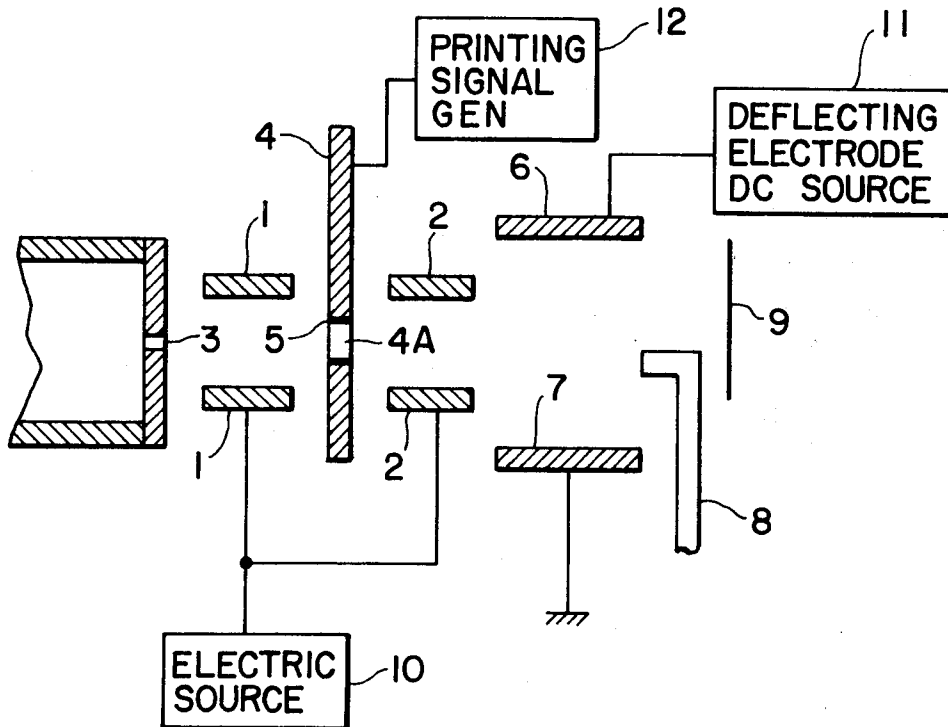 12
11
PRINTING
SIGNAL
GEN
DEFLECTING
ELECTRODE
DC SOURCE
4
6
1
2
3
5
4A
9
1
2
7
8
ELECTRIC
SOURCE
10